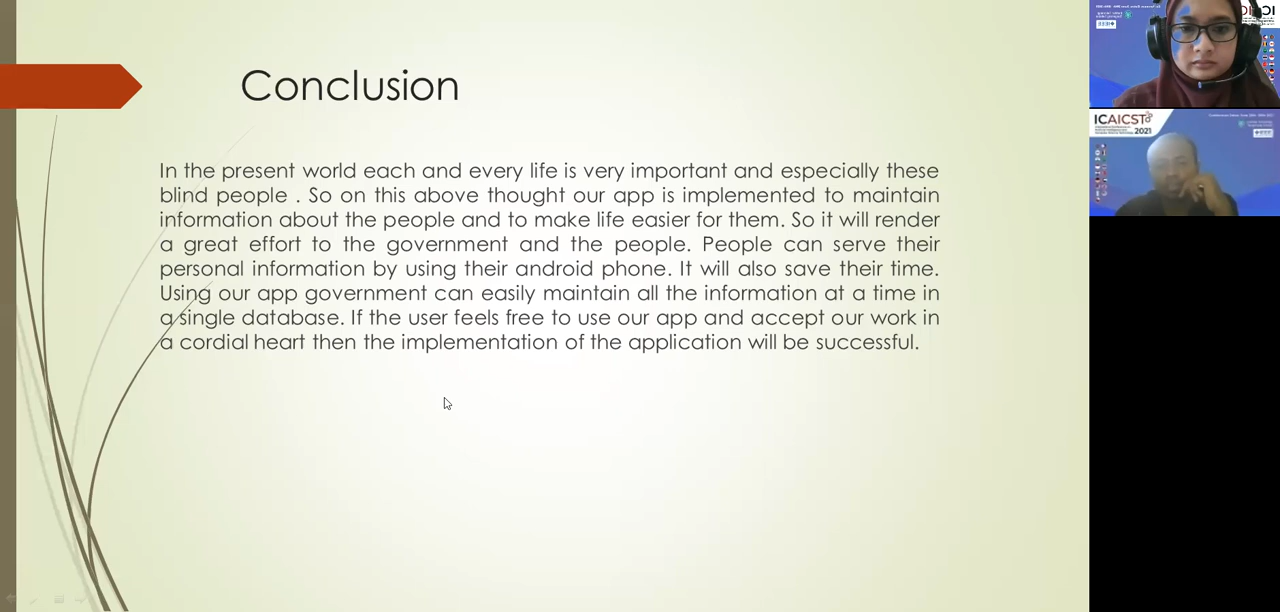 Conclusion
In the present world each and every life is very important and especially these
blind people . So on this above thought our app is implemented to maintain
information about the people and to make life easier for them. So it will render
a great effort to the government and the people. People can serve their
personal information by using their android phone. It will also save their time.
Using our app government can easily maintain all the information at a time in
a single database. If the user feels free to use our app and accept our work in
a cordial heart then the implementation of the application will be successful.
ICAICST
2021